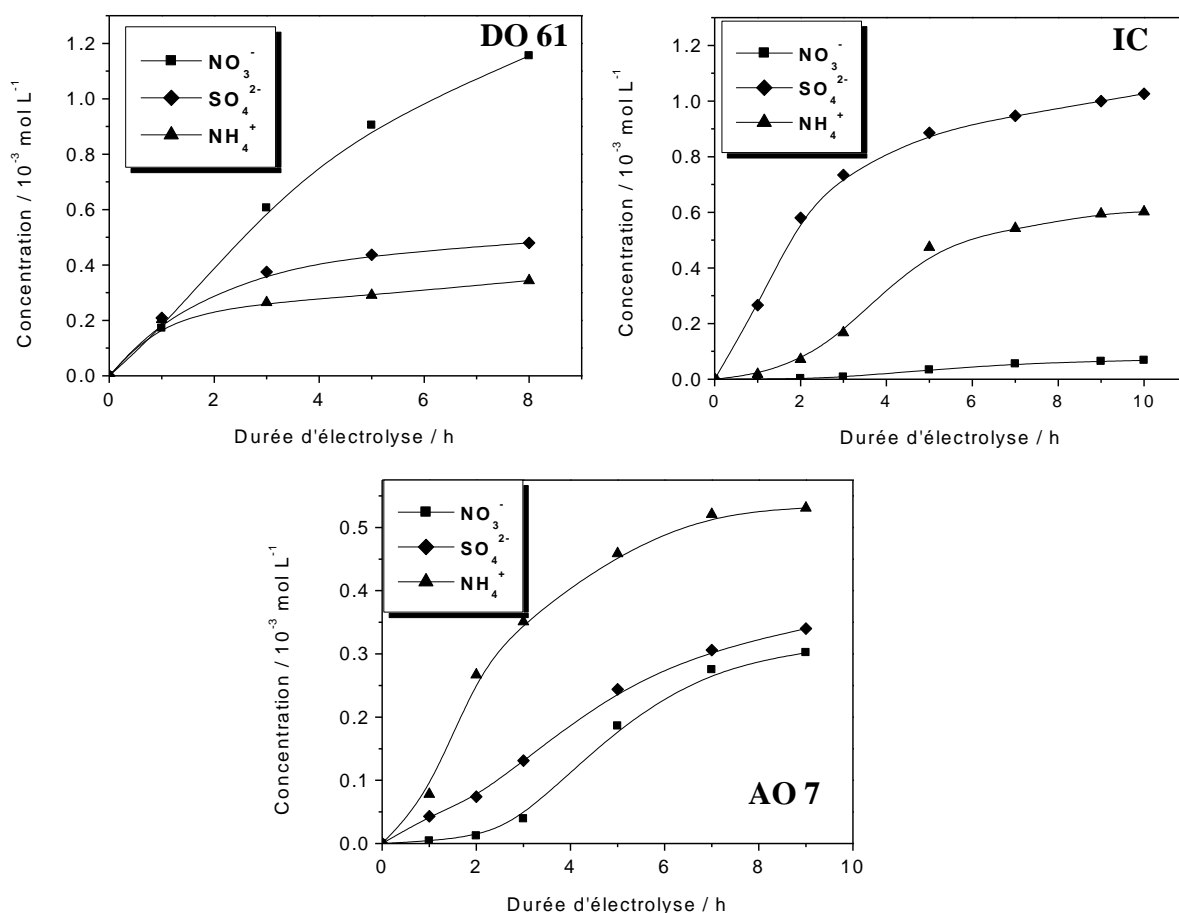 DO 61
NO3-
SO42-
NH4+
Concentration / 10-3 mol L-1
1.2
1.0
0.8
0.6
0.4
0.2
0.0
0 2 4 6 8
Durée d'électrolyse / h
IC
NO3-
SO42-
NH4+
Concentration / 10-3 mol L-1
1.2
1.0
0.8
0.6
0.4
0.2
0.0
0 2 4 6 8 10
Durée d'électrolyse / h
NO3-
SO42-
NH4+
Concentration / 10-3 mol L-1
0.5
0.4
0.3
0.2
0.1
0.0
AO 7
0 2 4 6 8 10
Durée d'électrolyse / h